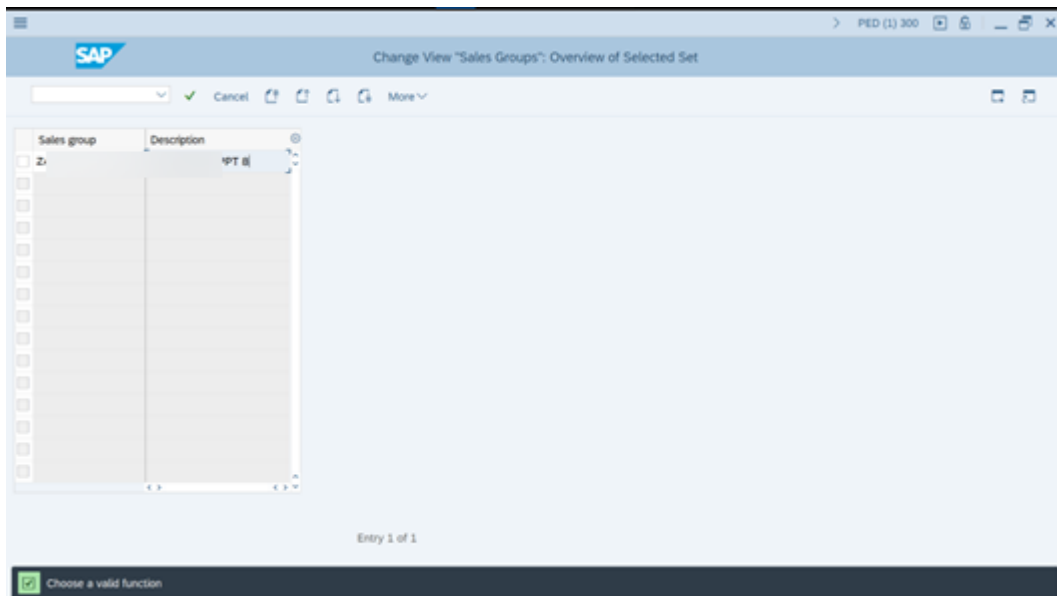 PED (1) 300
SAP
Change View "Sales Groups": Overview of Selected Set
Cancel More
Sales group Description
Entry 1 of 1
Choose a valid function